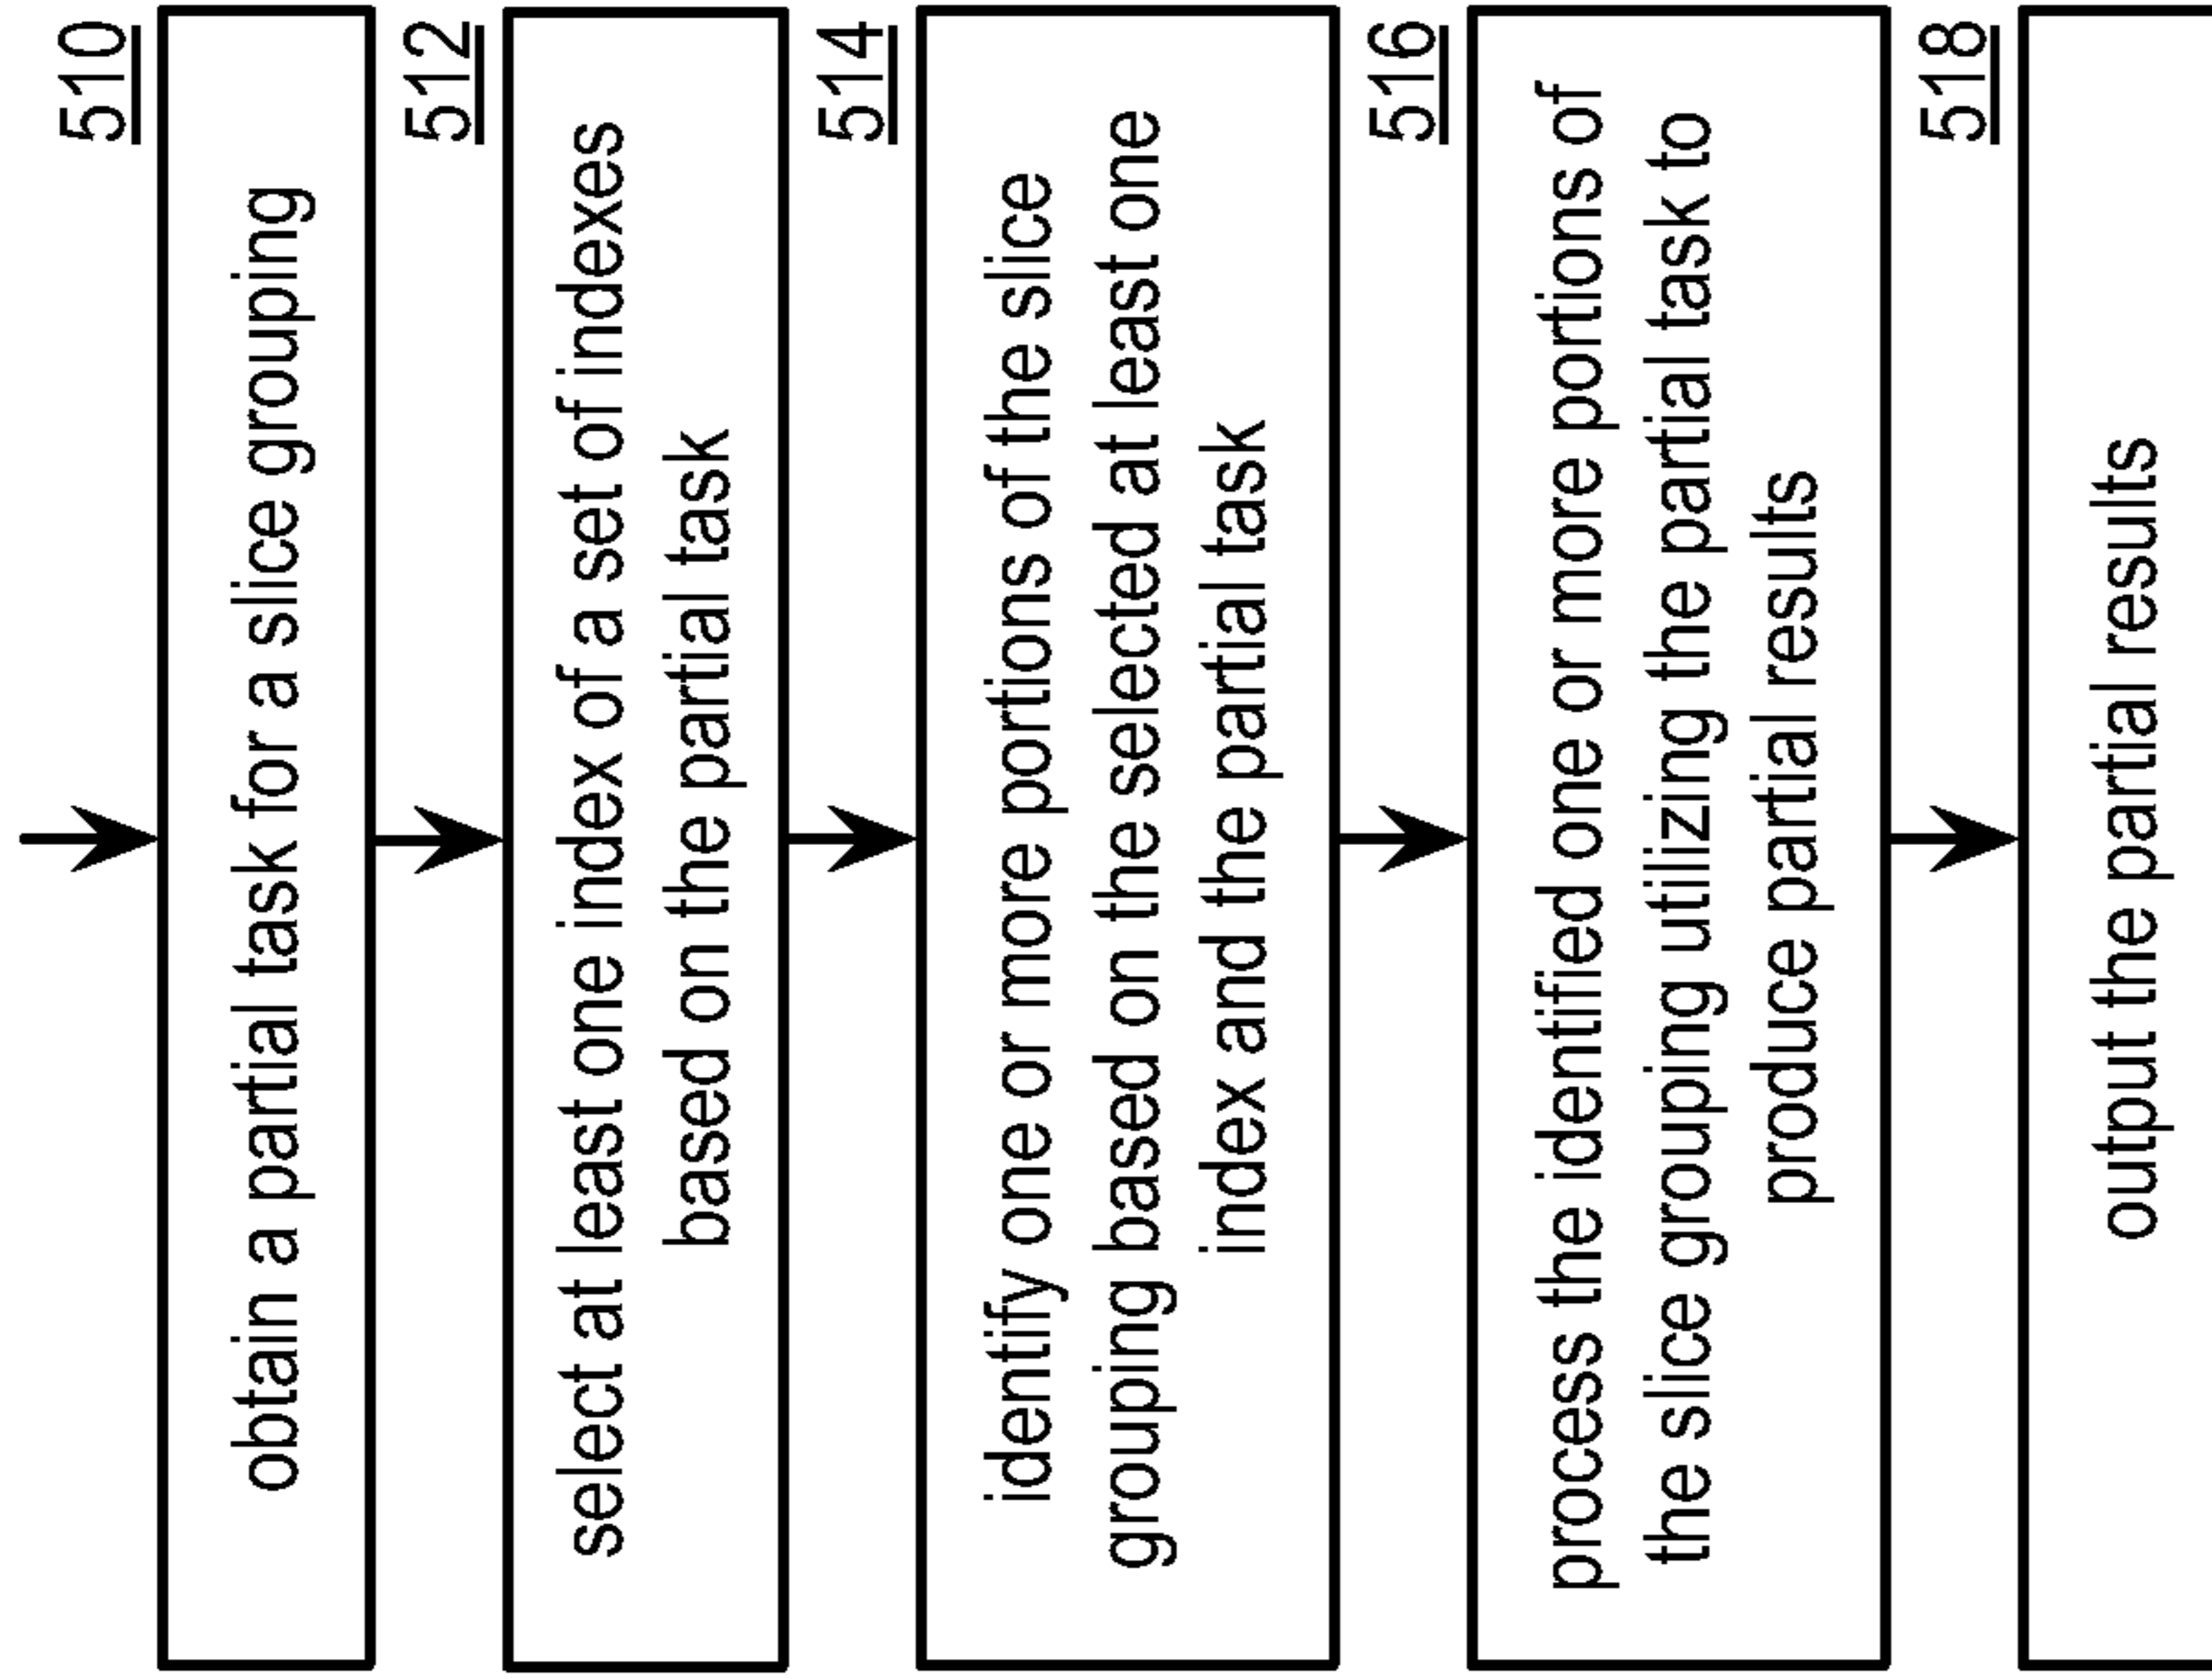 510
obtain a partial task for a slice grouping
512
select at least one index of a set of indexes
based on the partial task
514
identify one or more portions of the slice
grouping based on the selected at least one
index and the partial task
516
process the identified one or more portions of
the slice grouping utilizing the partial task to
produce partial results
518
output the partial results